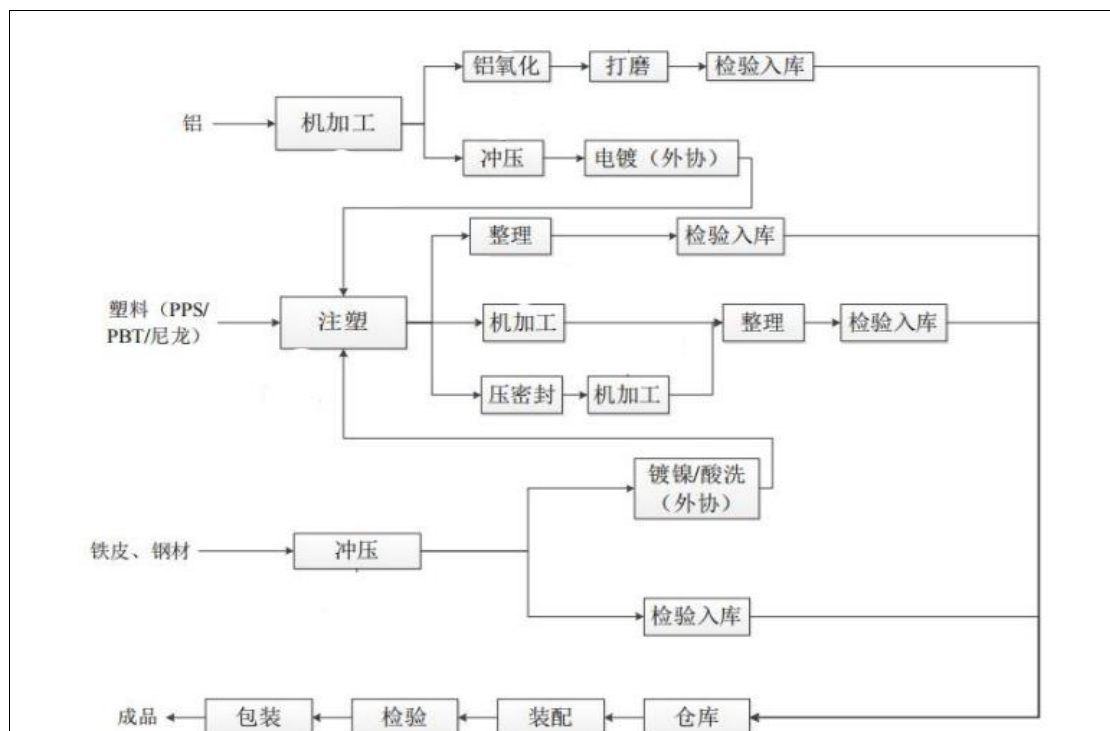 铝氧化
打磨
检验入库
铝
机加工
冲压
电镀（外协）
整理
检验入库
塑料（PPS/
PBT/尼龙）
注塑
机加工
整理
检验入库
压密封
机加工
镀镍/酸洗
（外协）
铁皮、钢材
冲压
检验入库
成品
包装
检验
装配
仓库